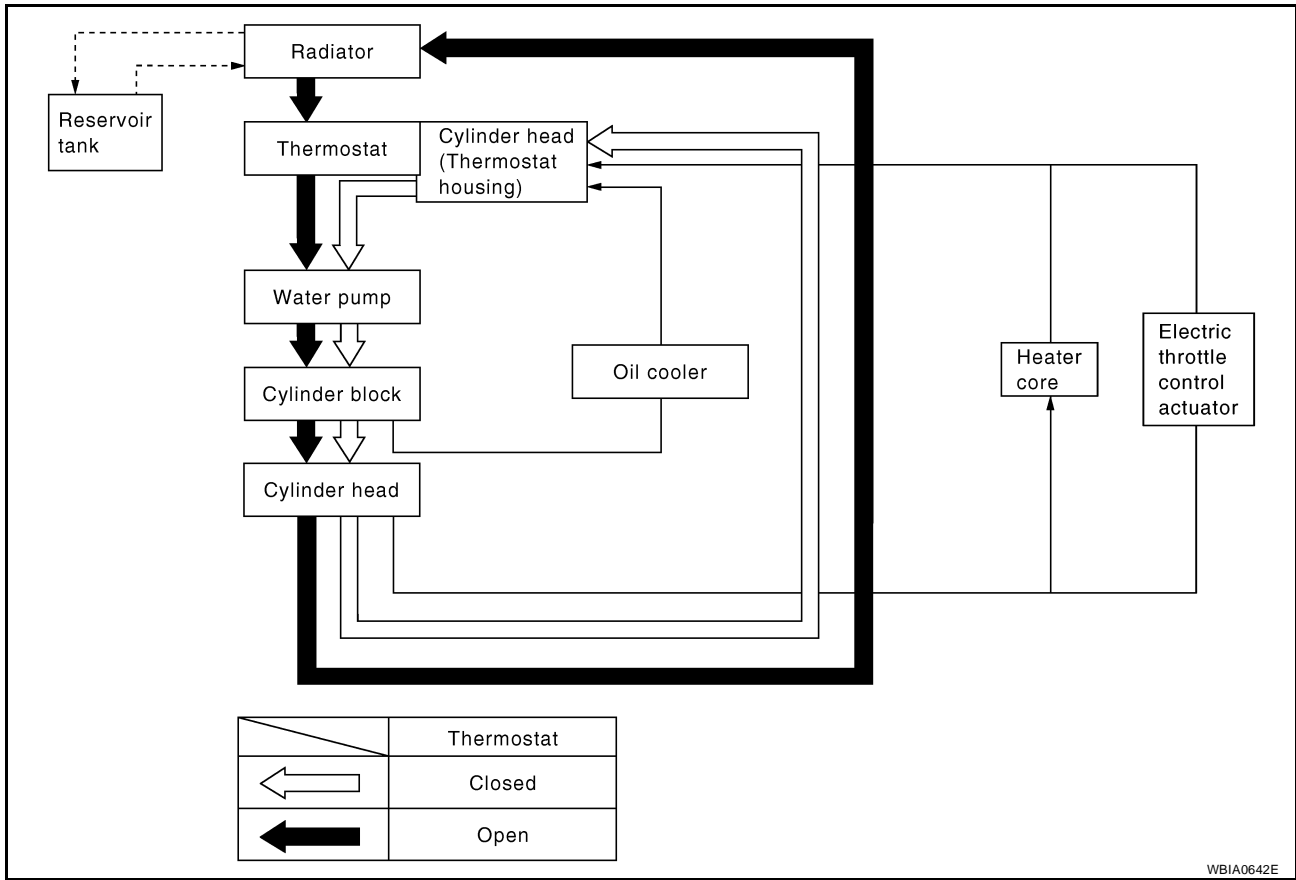 Radiator
Reservoir
tank
Thermostat
Cylinder head
(Thermostat
housing)
Water pump
Cylinder block
Oil cooler
Heater
core
Electric
throttle
control
actuator
Cylinder head
Thermostat
Closed
Open
WBIA0642E